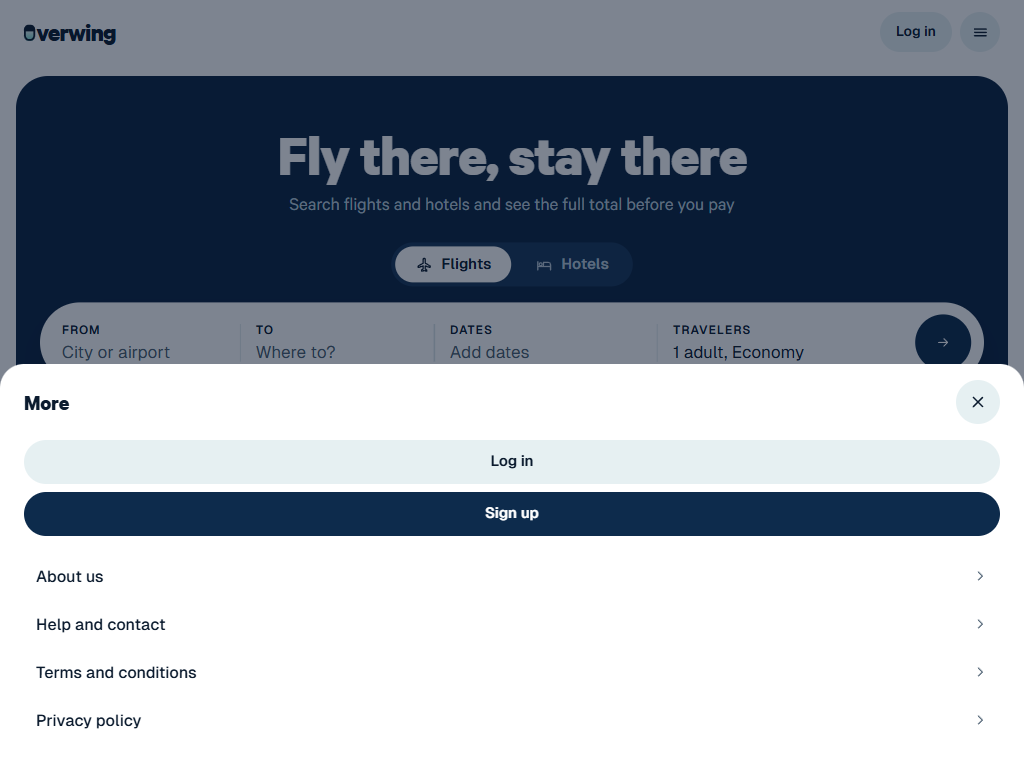 Overwing
Log in
Fly there, stay there
Search flights and hotels and see the full total before you pay
Flights
Hotels
FROM
City or airport
TO
Where to?
DATES
Add dates
TRAVELERS
1 adult, Economy
More
Log in
Sign up
About us
Help and contact
Terms and conditions
Privacy policy